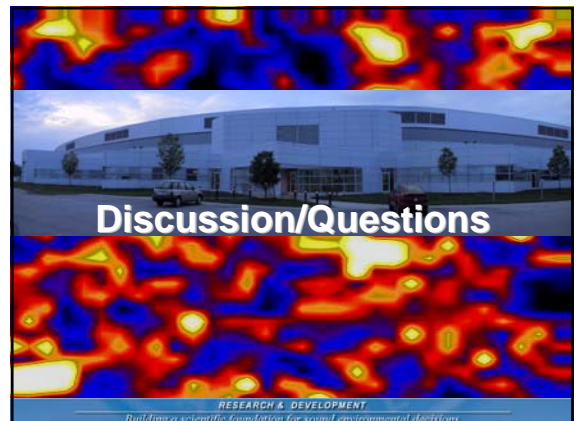 Discussion/Questions
RESEARCH & DEVELOPMENT
Building a scientific foundation for sound environmental decisions